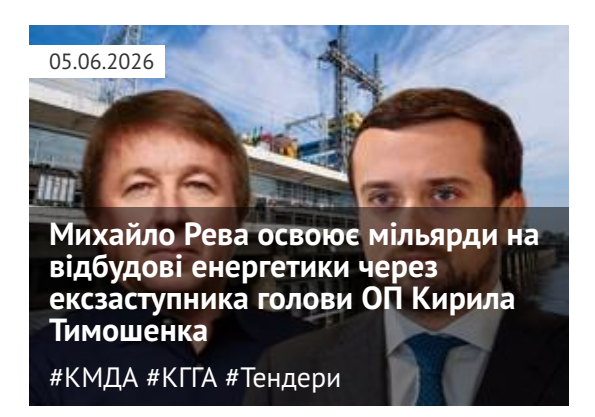 05.06.2026
Михайло Рева освоює мільярди на
відбудові енергетики через
ексзаступника голови ОП Кирила
Тимошенка
#КМДА #КГГА #Тендери